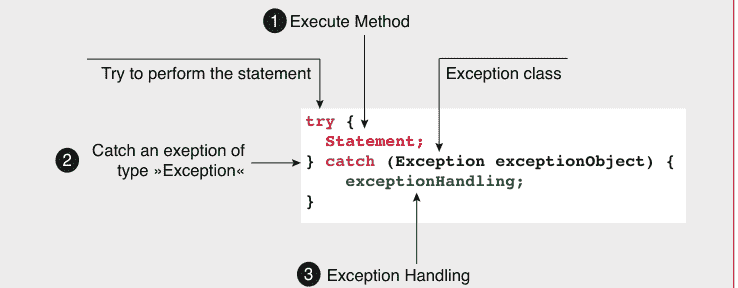 1 Execute Method
Try to perform the statement
Exception class
try {
Statement;
2 Catch an exeption of
type »Exception«
} catch (Exception exceptionObject) {
exceptionHandling;
}
3 Exception Handling